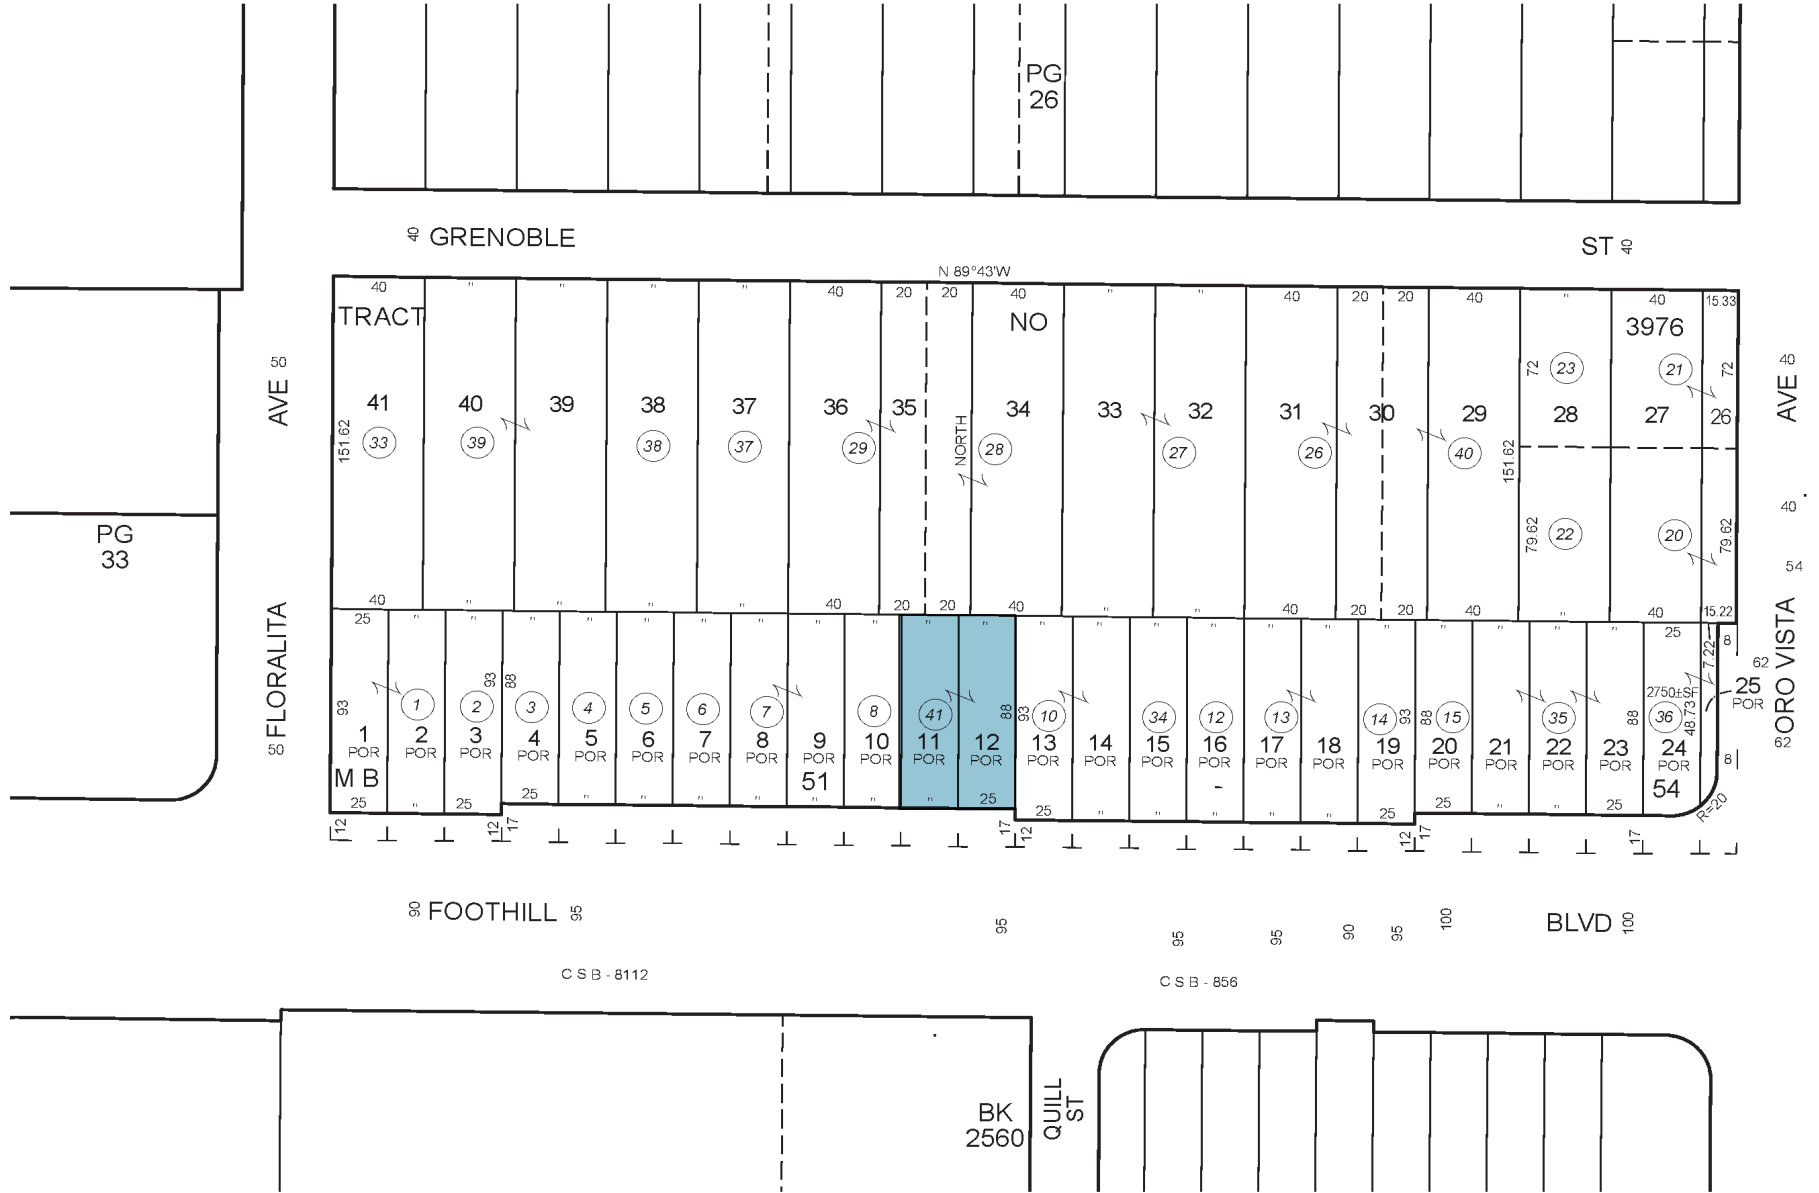 PG
26
40 GRENOBLE
ST 40
N 89°43'W
40 " " " " 40 20 20 40 " " 40 20 20 40 " 40 15.33
TRACT
NO
3976
50
AVE
40
AVE
72 23 21 72
41 40 39 38 37 36 35 34 33 32 31 30 29 28 27 26
151.62 33 39 38 37 29 NORTH 28 27 26 40 151.62
40
PG
33
79.62 22 20 79.62
54
40 " " " " 40 20 20 40 " " 40 20 20 40 " 40 15.22
25 " " " " " " " " " " " " " " " " " " " " " " 25 7.22 8
FLORALITA
50
ORO VISTA
62
62
93 1 93 2 88 3 4 5 6 7 8 41 88 93 10 34 12 13 14 93 88 15 35 88 2750±SF 36 48.73
25
POR
1 2 3 4 5 6 7 8 9 10 11 12 13 14 15 16 17 18 19 20 21 22 23 24
POR POR POR POR POR POR POR POR POR POR POR POR POR POR POR POR POR POR POR POR POR POR POR POR
8
M B
51
-
54
25 " 25 25 " " " " " " " 25 25 " " " " " 25 25 " " 25
R=20
12 12 17 17 12 12 17 17
90 FOOTHILL 95
95
95
95
90
95
100
BLVD 100
C S B - 8112
C S B - 856
BK
2560
QUILL
ST